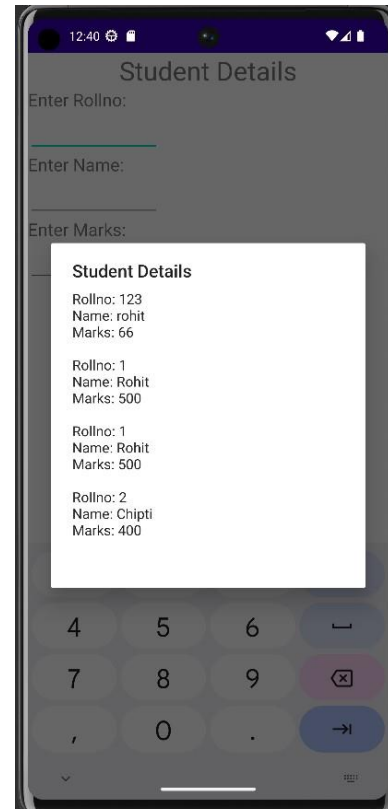 12:40
Student Details
Enter Rollno:
Enter Name:
Enter Marks:
Student Details
Rollno: 123
Name: rohit
Marks: 66
Rollno: 1
Name: Rohit
Marks: 500
Rollno: 1
Name: Rohit
Marks: 500
Rollno: 2
Name: Chipti
Marks: 400
4 5 6
7 8 9
, 0 .